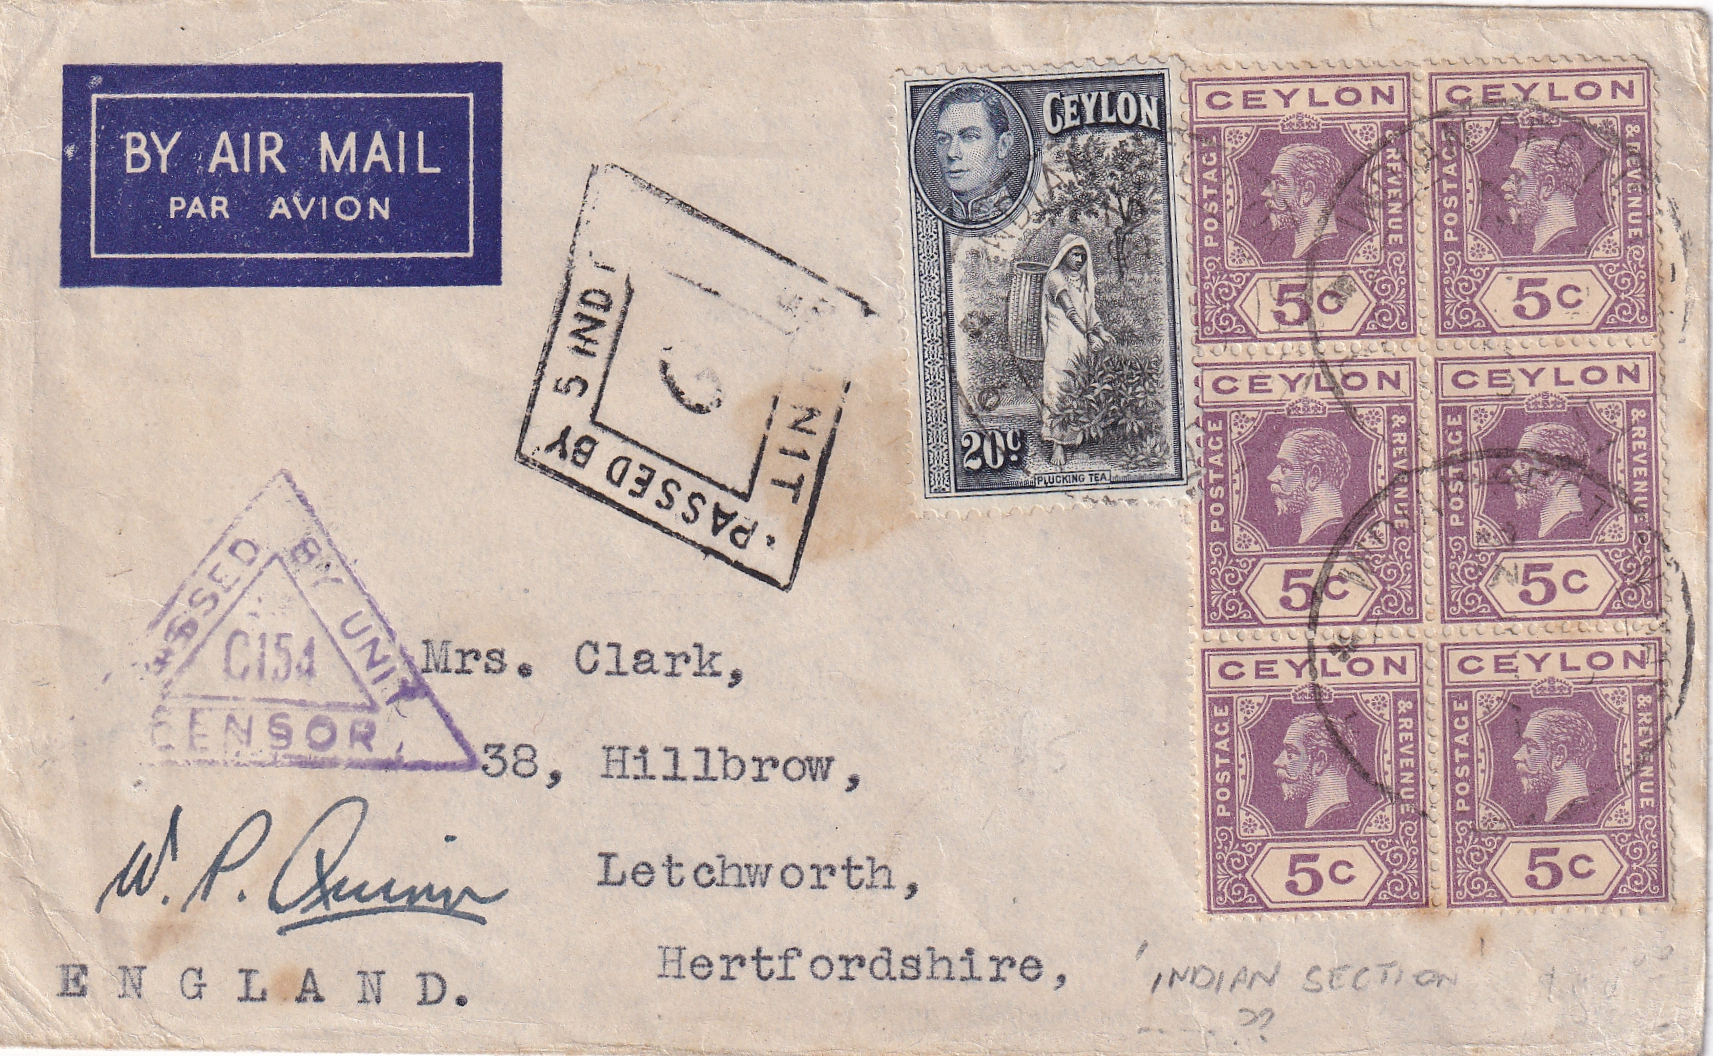 BY AIR MAIL
PAR AVION
CEYLON
20c
PLUCKING TEA
CEYLON
POSTAGE & REVENUE
5c
CEYLON
POSTAGE & REVENUE
5c
CEYLON
POSTAGE & REVENUE
5c
CEYLON
POSTAGE & REVENUE
5c
CEYLON
POSTAGE & REVENUE
5c
CEYLON
POSTAGE & REVENUE
5c
PASSED BY
5 IND
PASSED BY UNIT
CENSOR
C154
Mrs. Clark,
38, Hillbrow,
Letchworth,
Hertfordshire,
ENGLAND.
W. P. Quinn
'INDIAN SECTION
??